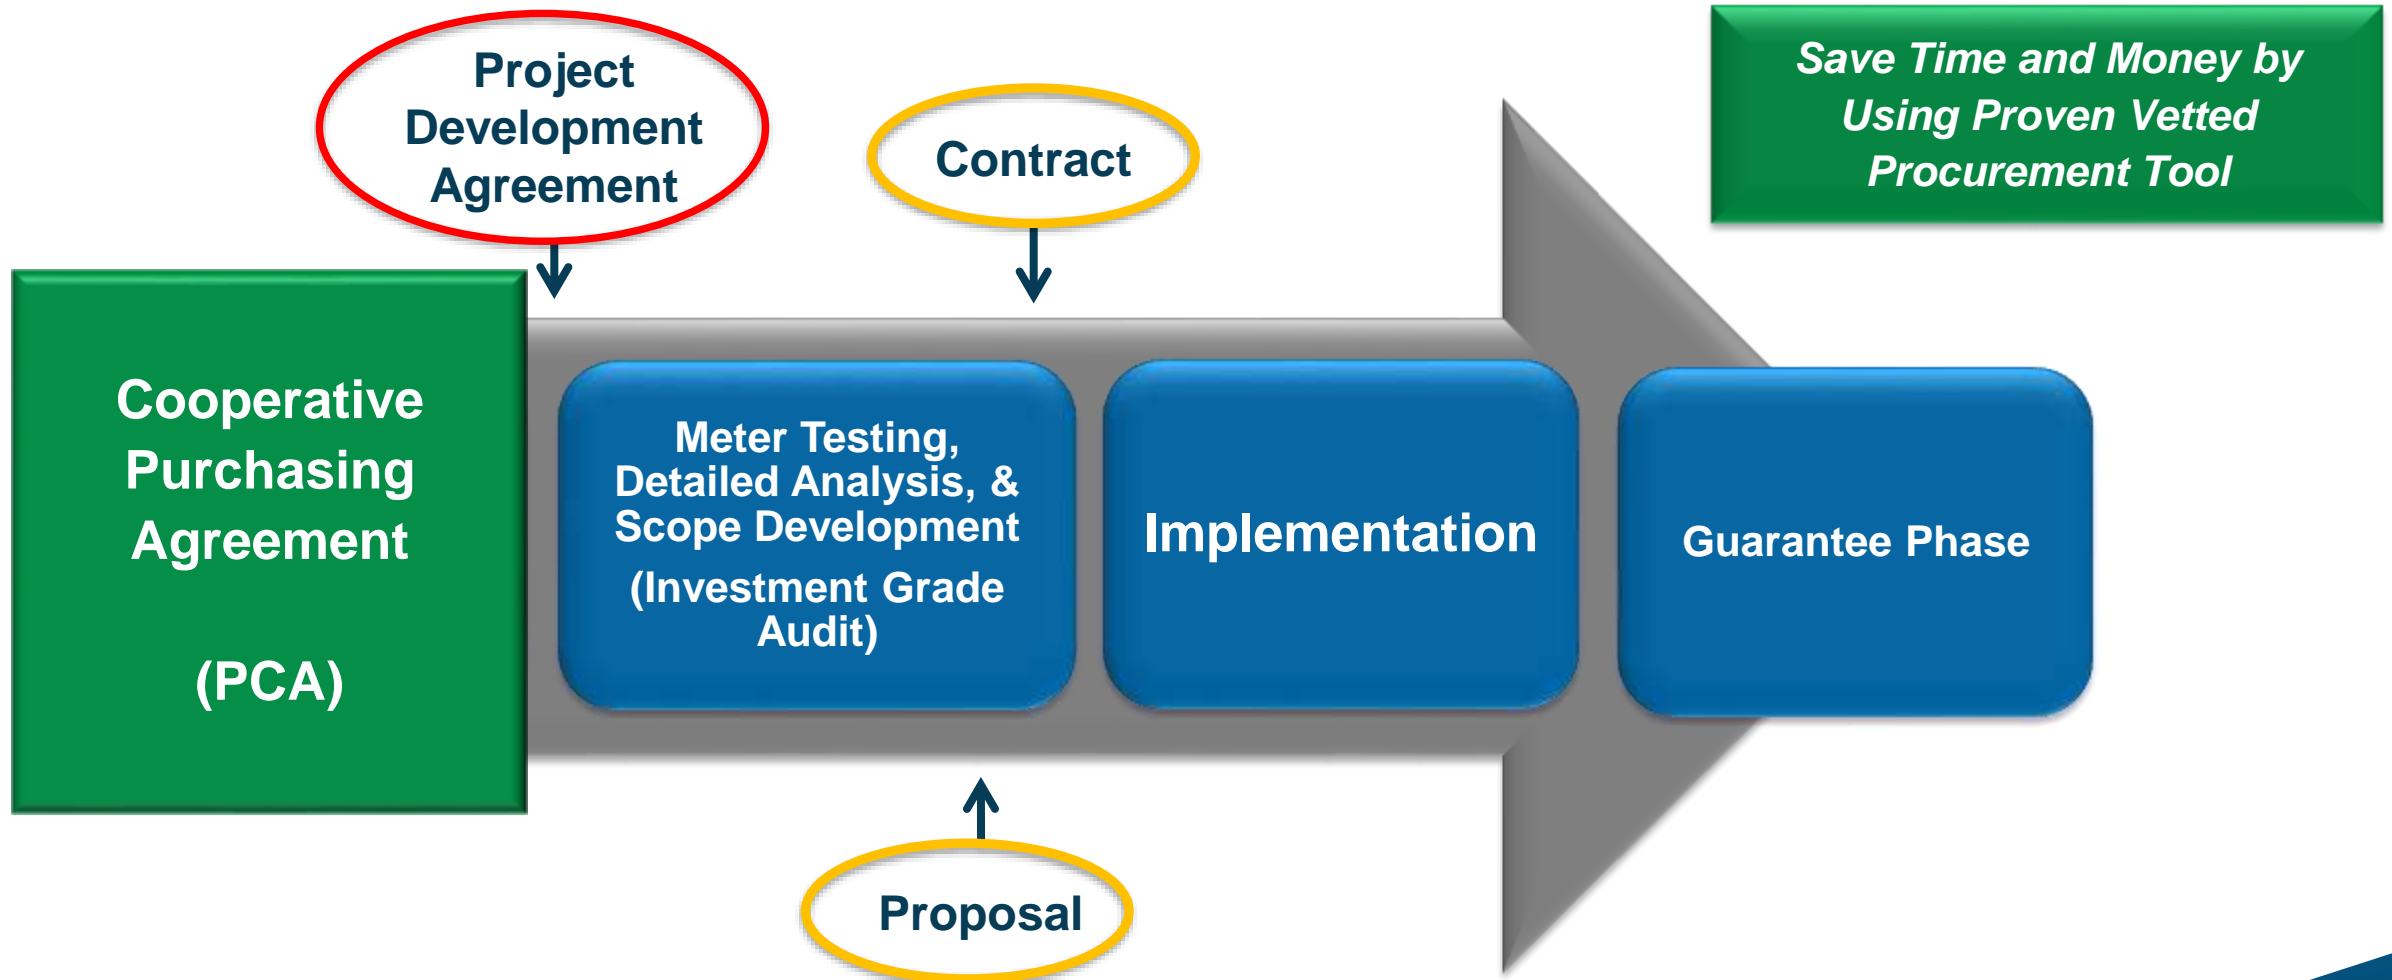 Project
Development
Agreement
Contract
Save Time and Money by
Using Proven Vetted
Procurement Tool
Cooperative
Purchasing
Agreement
(PCA)
Meter Testing,
Detailed Analysis, &
Scope Development
(Investment Grade
Audit)
Implementation
Guarantee Phase
Proposal